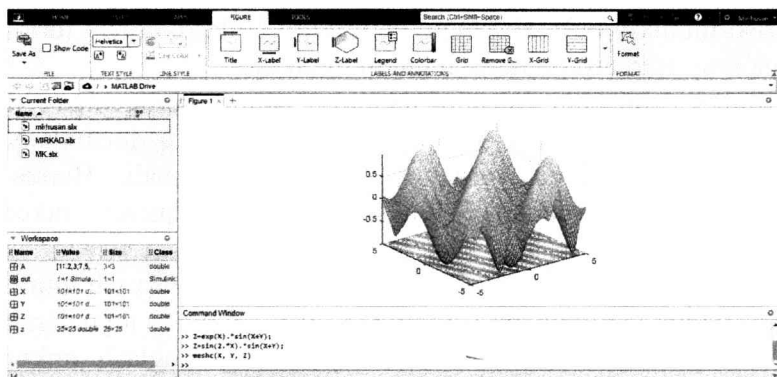 FIGURE
Search (Ctrl+Shift+Space)
Save As
Show Code
Helvetica
Title
X-Label
Y-Label
Z-Label
Legend
Colorbar
Grid
Remove G...
X-Grid
Y-Grid
Format
FILE
TEXT STYLE
LINE STYLE
LABELS AND ANNOTATIONS
FORMAT
/ > MATLAB Drive
Current Folder
Name
mirhusan.slx
MIRKAD.slx
MK.slx
Workspace
Name Value Size Class
A [11,2,3;7,5,... 3×3 double
out 1×1 Simula... 1×1 Simulink
X 101×101 d... 101×101 double
Y 101×101 d... 101×101 double
Z 101×101 d... 101×101 double
z 25×25 double 25×25 double
Figure 1
0.5
0
-0.5
5
0
-5
-5
0
5
Command Window
>> Z=exp(X).*sin(X+Y);
>> Z=sin(2.*X).*sin(X+Y);
>> meshc(X, Y, Z)
>>